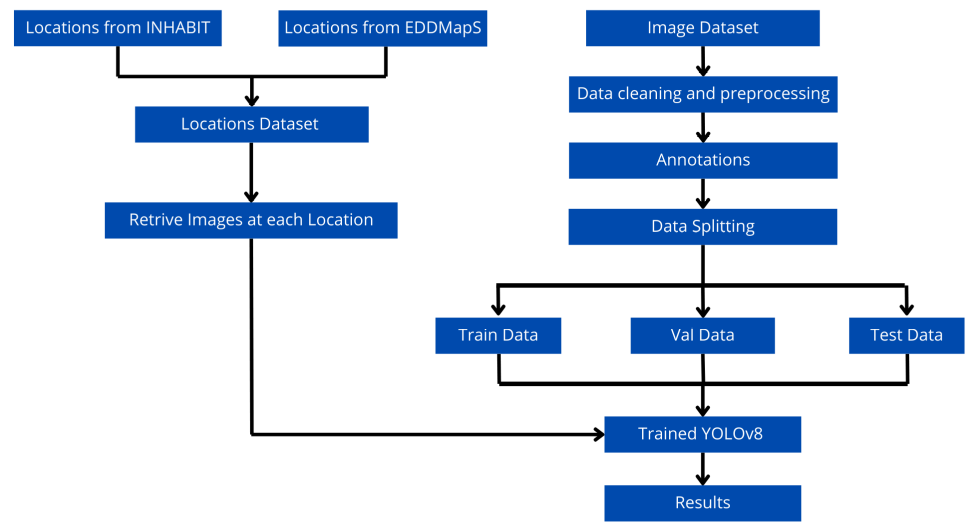 Locations from INHABIT
Locations from EDDMapS
Image Dataset
Data cleaning and preprocessing
Locations Dataset
Annotations
Retrive Images at each Location
Data Splitting
Train Data
Val Data
Test Data
Trained YOLOv8
Results